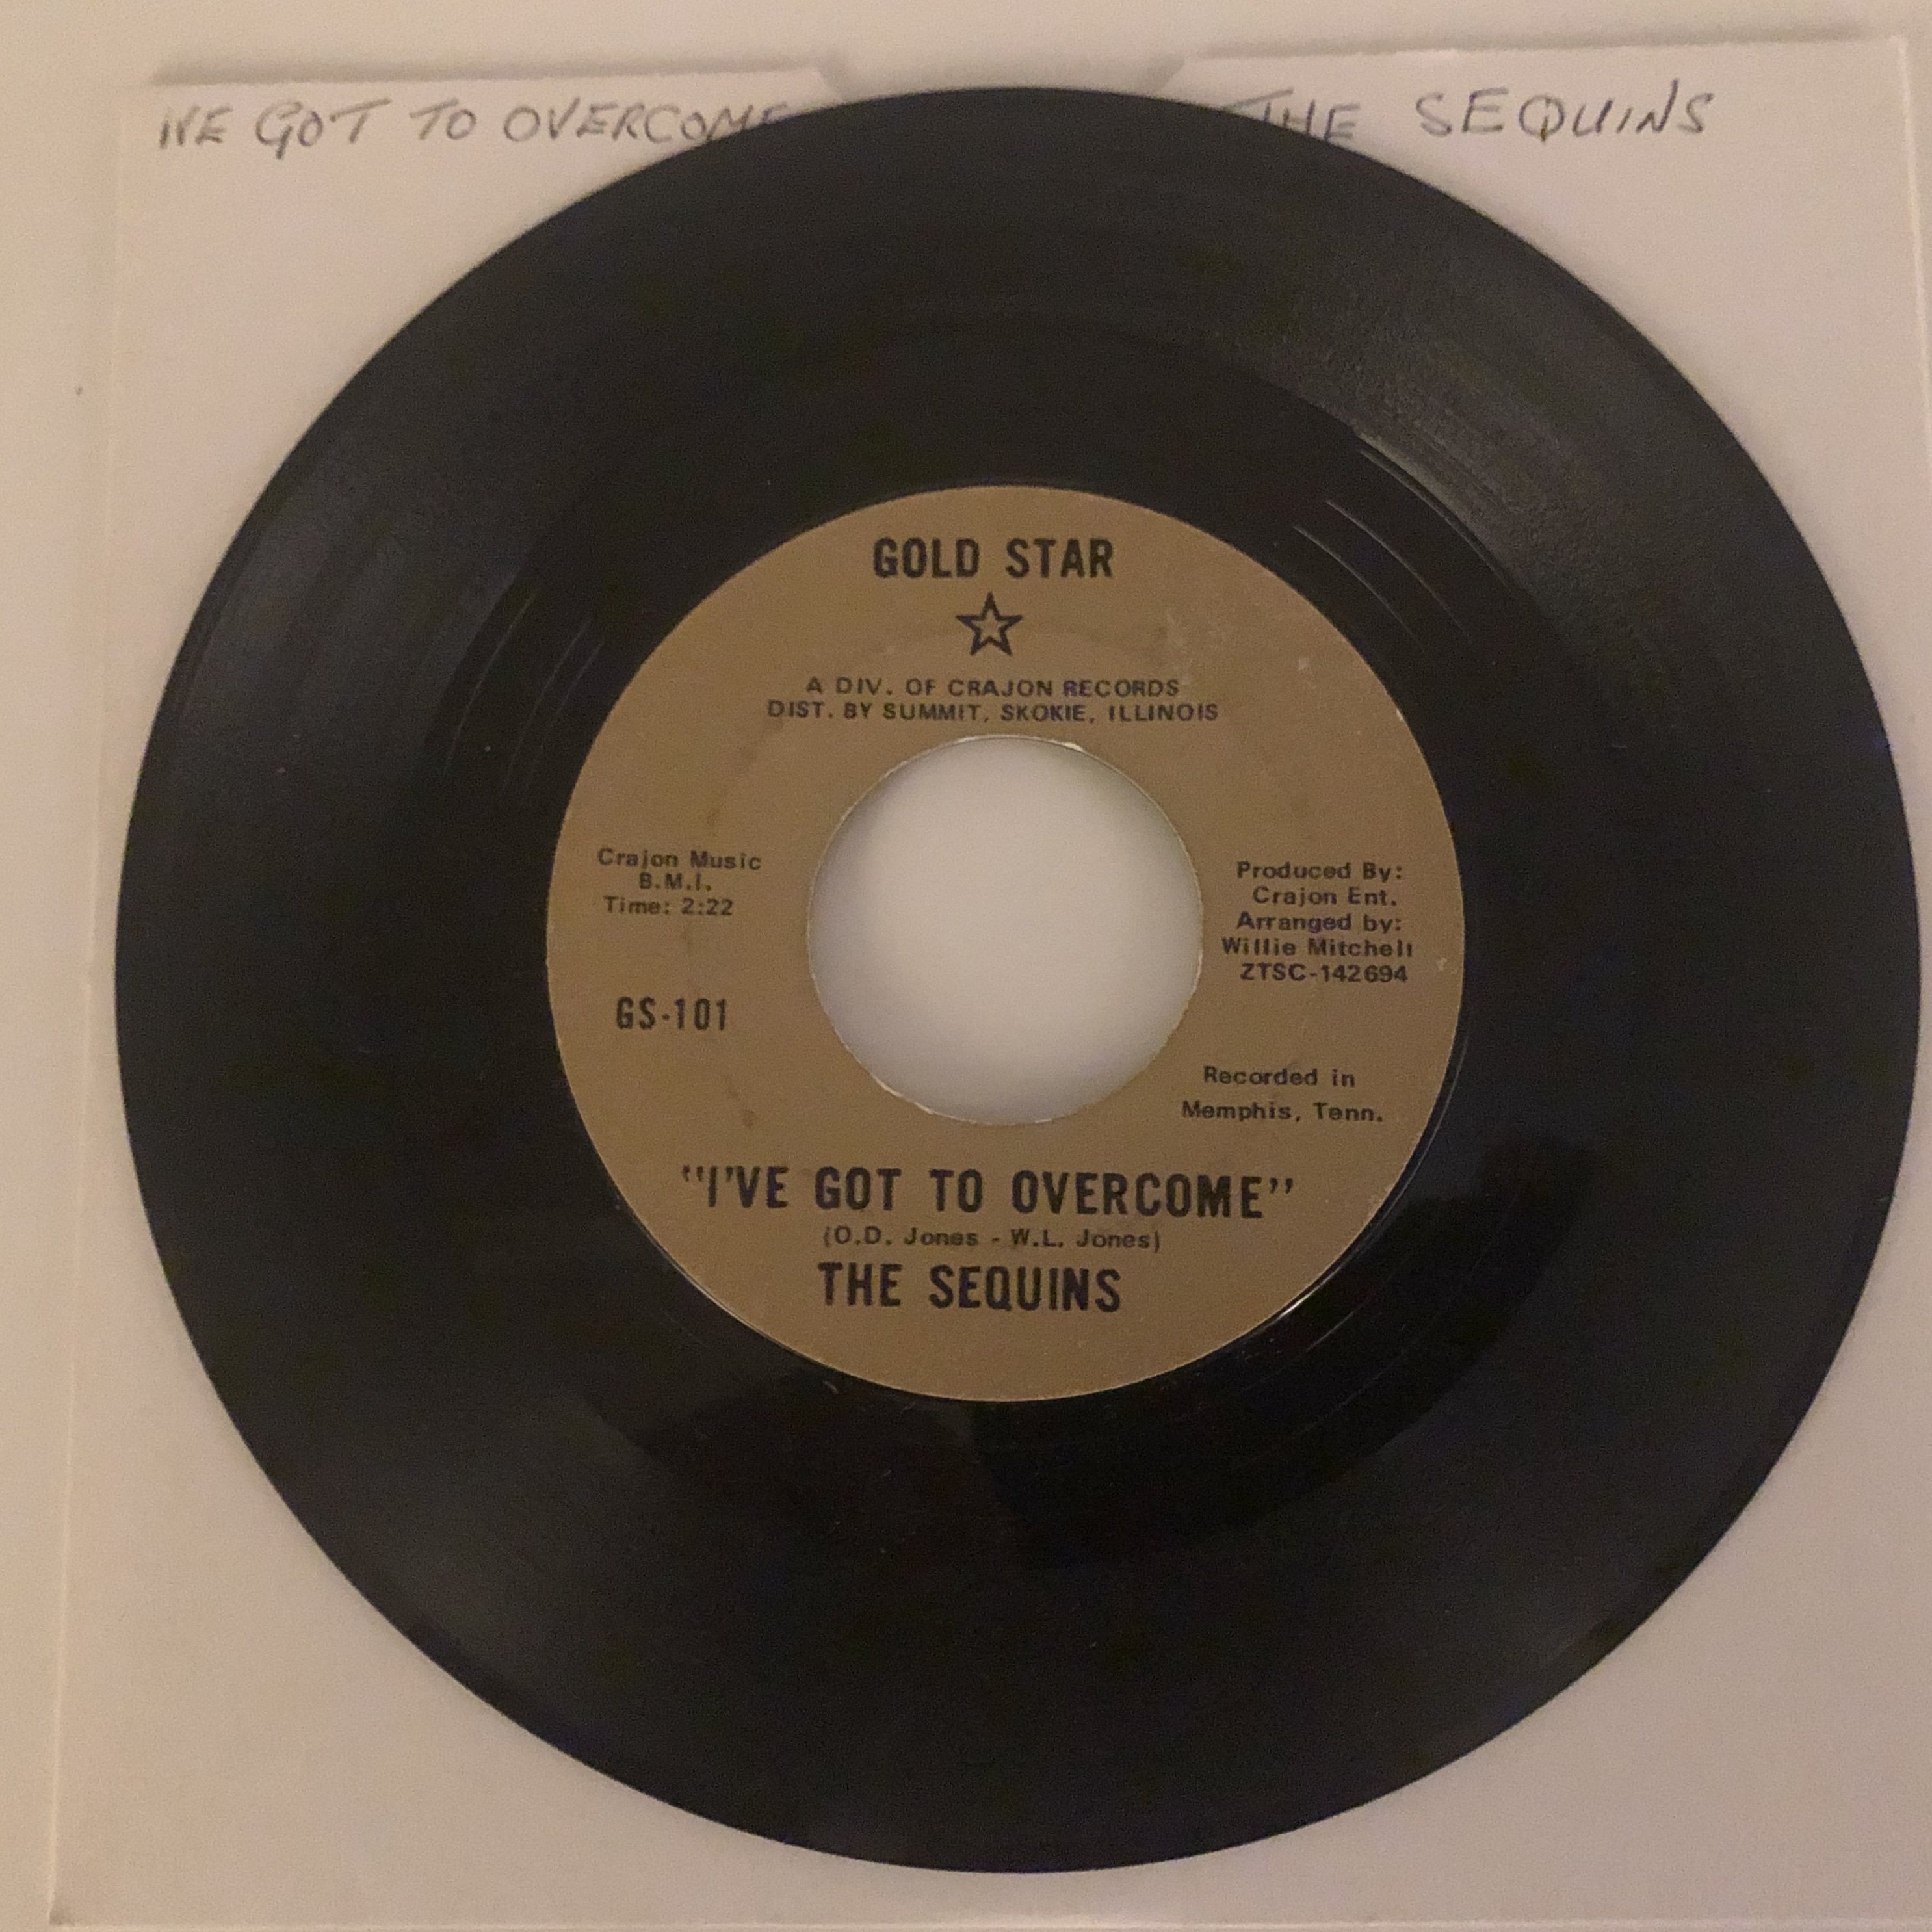 I'VE GOT TO OVERCOME THE SEQUINS
GOLD STAR
A DIV. OF CRAJON RECORDS
DIST. BY SUMMIT, SKOKIE, ILLINOIS
Crajon Music
B.M.I.
Time: 2:22
GS-101
Produced By:
Crajon Ent.
Arranged by:
Willie Mitchell
ZTSC-142694
Recorded in
Memphis, Tenn.
"I'VE GOT TO OVERCOME"
(O.D. Jones - W.L. Jones)
THE SEQUINS